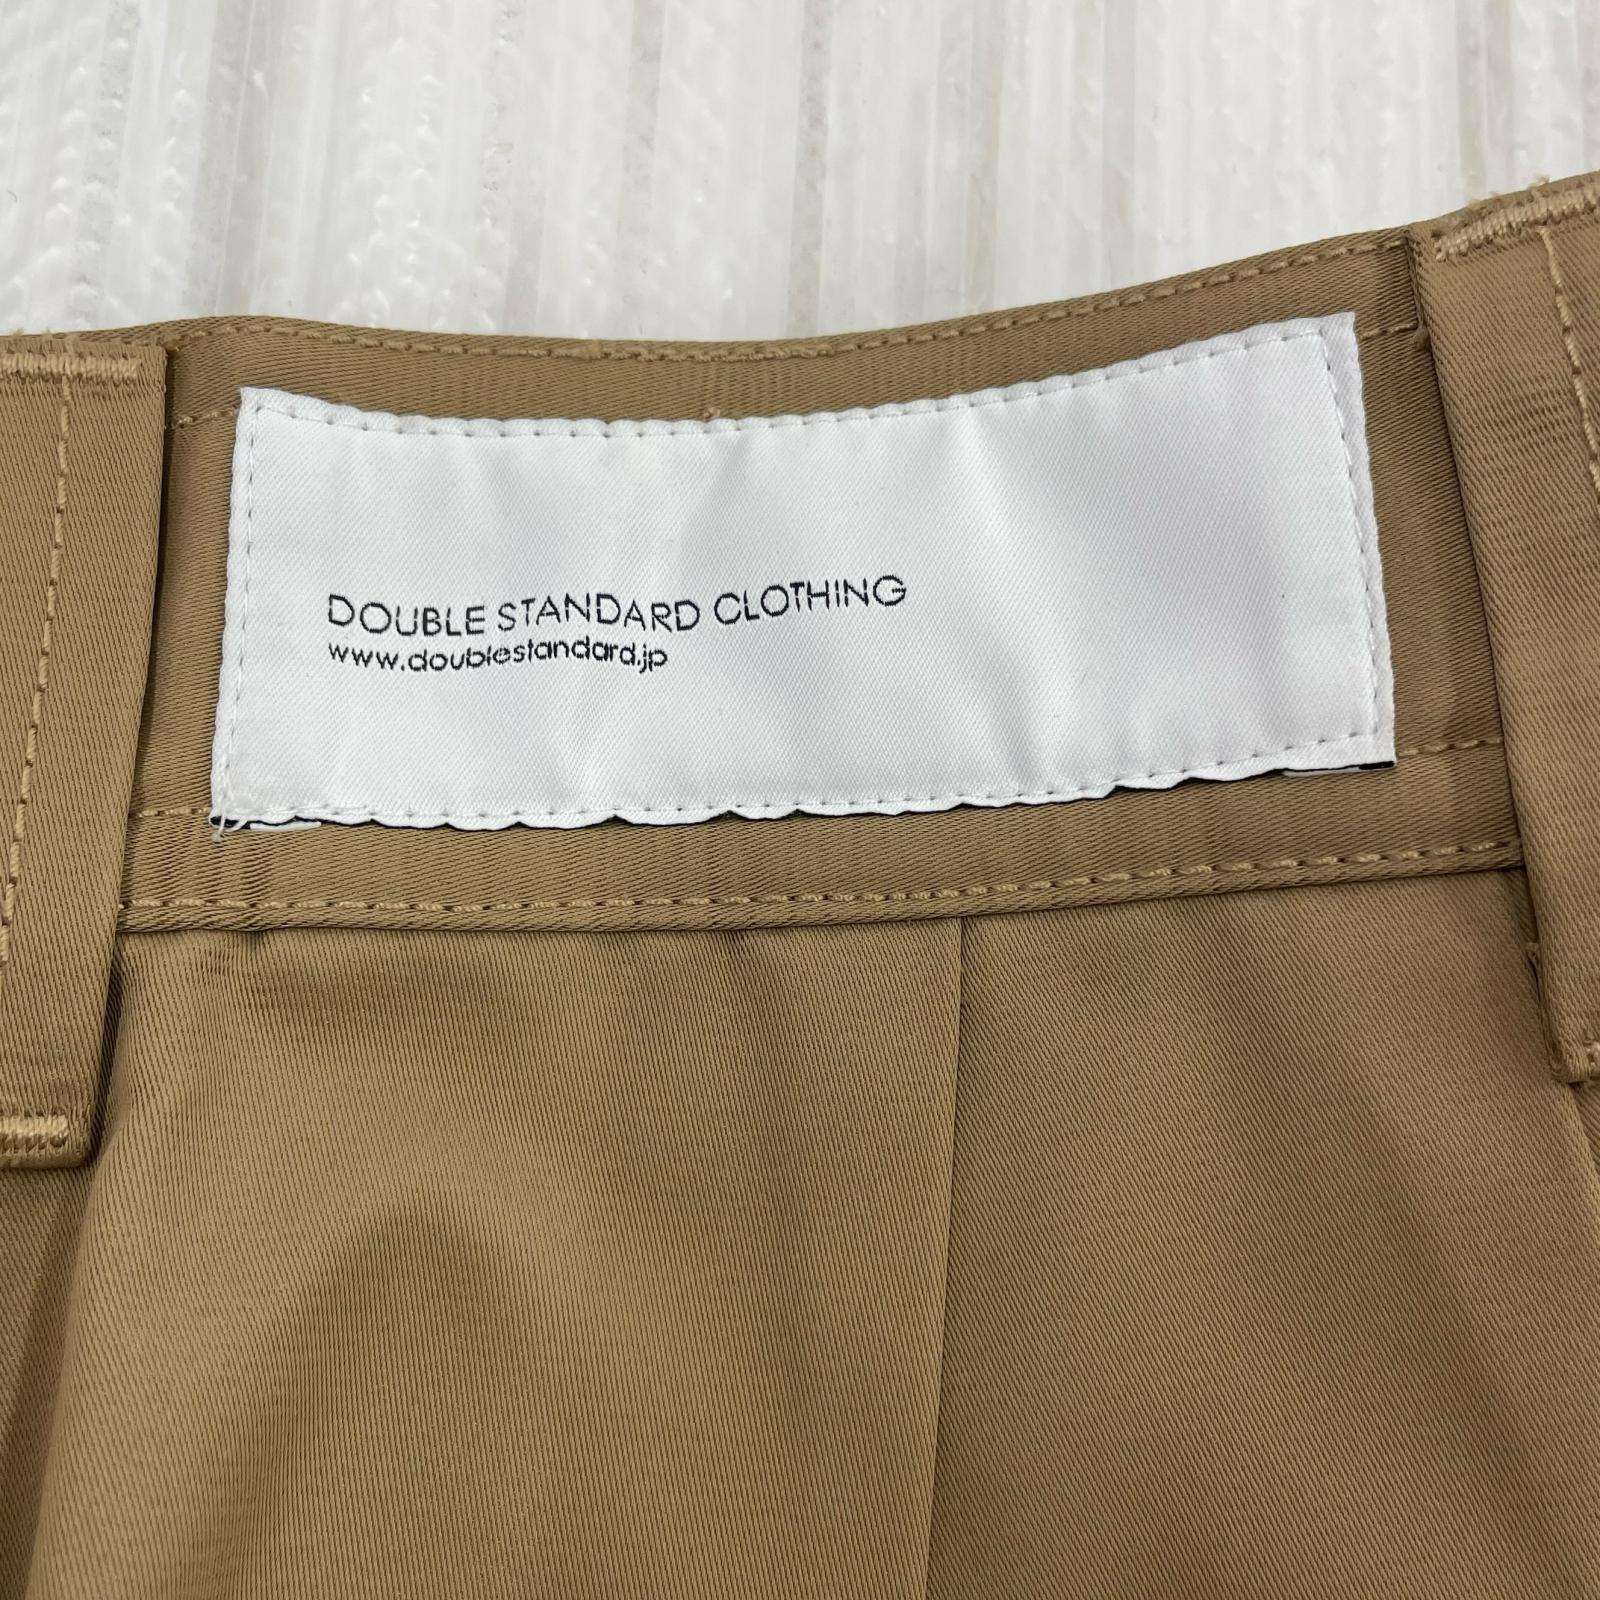 DOUBLE STANDARD CLOTHING
www.doublestandard.jp